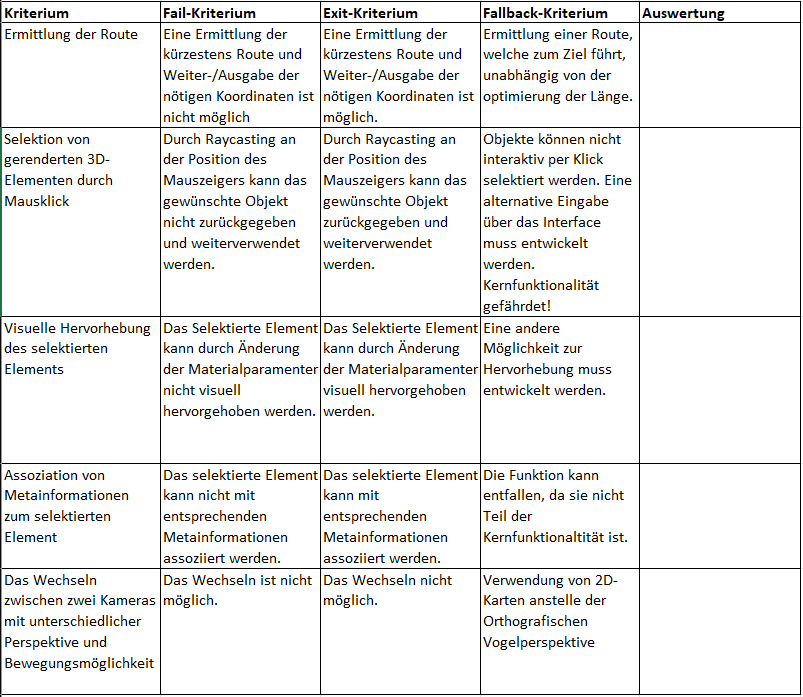 Kriterium
Fail-Kriterium
Exit-Kriterium
Fallback-Kriterium
Auswertung
Ermittlung der Route
Eine Ermittlung der
kürzestens Route und
Weiter-/Ausgabe der
nötigen Koordinaten ist
nicht möglich
Eine Ermittlung der
kürzestens Route und
Weiter-/Ausgabe der
nötigen Koordinaten ist
möglich.
Ermittlung einer Route,
welche zum Ziel führt,
unabhängig von der
optimierung der Länge.
Selektion von
gerenderten 3D-
Elementen durch
Mausklick
Durch Raycasting an
der Position des
Mauszeigers kann das
gewünschte Objekt
nicht zurückgegeben
und weiterverwendet
werden.
Durch Raycasting an
der Position des
Mauszeigers kann das
gewünschte Objekt
zurückgegeben und
weiterverwendet
werden.
Objekte können nicht
interaktiv per Klick
selektiert werden. Eine
alternative Eingabe
über das Interface
muss entwickelt
werden.
Kernfunktionalität
gefährdet!
Visuelle Hervorhebung
des selektierten
Elements
Das Selektierte Element
kann durch Änderung
der Materialparamenter
nicht visuell
hervorgehoben werden.
Das Selektierte Element
kann durch Änderung
der Materialparamenter
visuell hervorgehoben
werden.
Eine andere
Möglichkeit zur
Hervorhebung muss
entwickelt werden.
Assoziation von
Metainformationen
zum selektierten
Element
Das selektierte Element
kann nicht mit
entsprechenden
Metainformationen
assoziiert werden.
Das selektierte Element
kann mit
entsprechenden
Metainformationen
assoziiert werden.
Die Funktion kann
entfallen, da sie nicht
Teil der
Kernfunktionaltität ist.
Das Wechseln
zwischen zwei Kameras
mit unterschiedlicher
Perspektive und
Bewegungsmöglichkeit
Das Wechseln ist nicht
möglich.
Das Wechseln nicht
möglich.
Verwendung von 2D-
Karten anstelle der
Orthografischen
Vogelperspektive